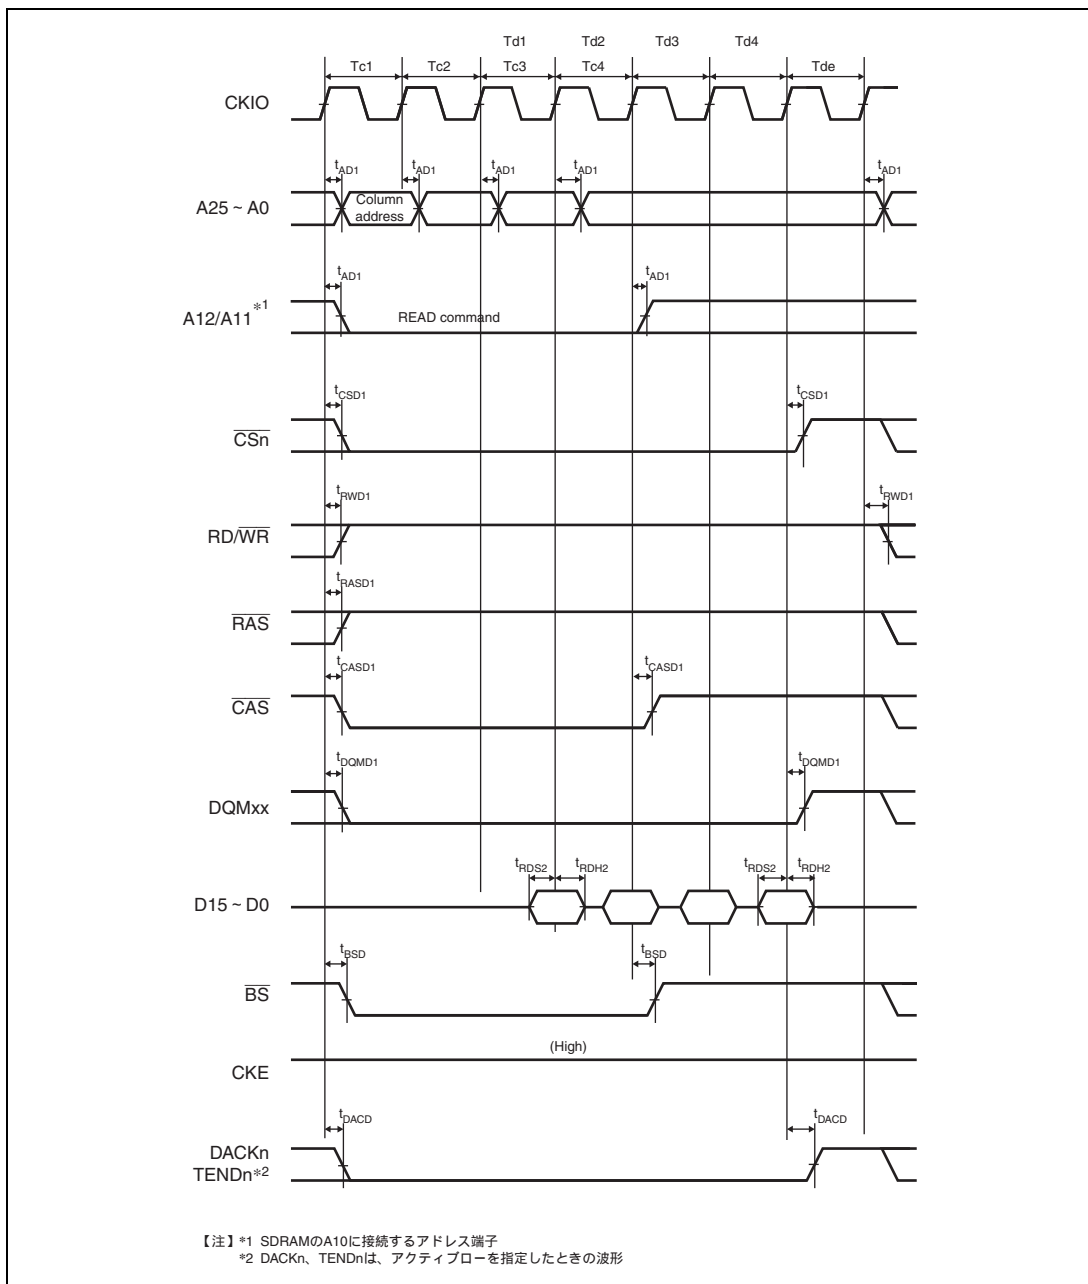 Td1 Td2 Td3 Td4
Tc1 Tc2 Tc3 Tc4 Tde
CKIO
tAD1 tAD1 tAD1 tAD1 tAD1
A25 ~ A0
Column
address
tAD1 tAD1
A12/A11*1
READ command
tCSD1 tCSD1
CSn
tRWD1 tRWD1
RD/WR
tRASD1
RAS
tCASD1 tCASD1
CAS
tDQMD1 tDQMD1
DQMxx
tRDS2 tRDH2 tRDS2 tRDH2
D15 ~ D0
tBSD tBSD
BS
(High)
CKE
tDACD tDACD
DACKn
TENDn*2
【注】*1 SDRAMのA10に接続するアドレス端子
*2 DACKn、TENDnは、アクティブローを指定したときの波形